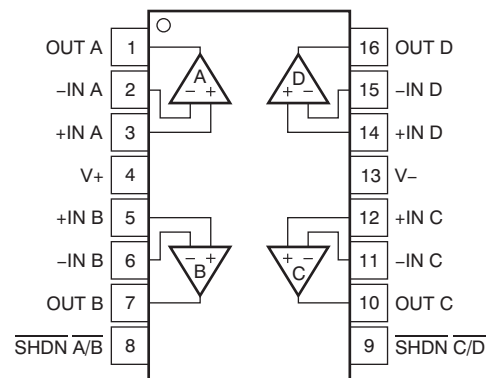 OUT A 1 16 OUT D
−IN A 2 A D 15 −IN D
− + + −
+IN A 3 14 +IN D
V+ 4 13 V−
+IN B 5 12 +IN C
− + + −
−IN B 6 B C 11 −IN C
OUT B 7 10 OUT C
SHDN A/B 8 9 SHDN C/D